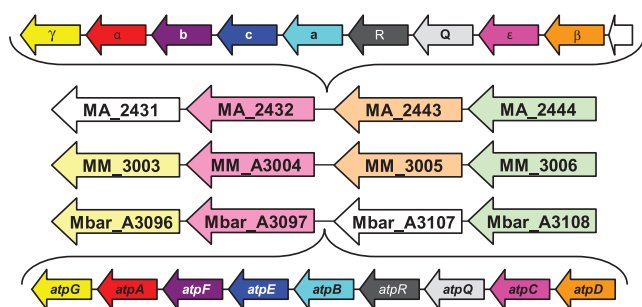 γ α b c a R Q ε β
MA_2431 MA_2432 MA_2443 MA_2444
MM_3003 MM_A3004 MM_3005 MM_3006
Mbar_A3096 Mbar_A3097 Mbar_A3107 Mbar_A3108
atpG atpA atpF atpE atpB atpR atpQ atpC atpD